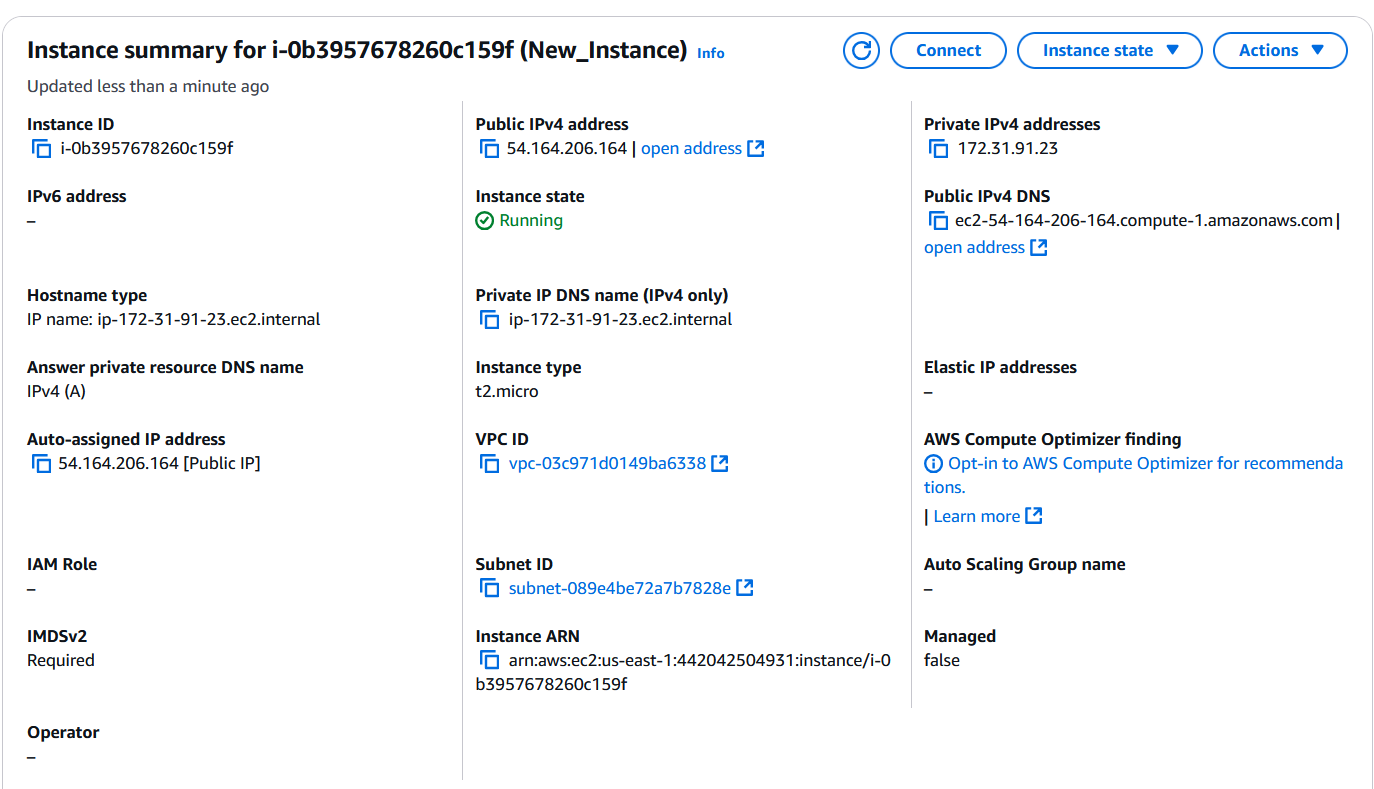 Instance summary for i-0b3957678260c159f (New_Instance) Info
Connect
Instance state
Actions
Updated less than a minute ago
Instance ID
i-0b3957678260c159f
Public IPv4 address
54.164.206.164 | open address
Private IPv4 addresses
172.31.91.23
IPv6 address
–
Instance state
Running
Public IPv4 DNS
ec2-54-164-206-164.compute-1.amazonaws.com |
open address
Hostname type
IP name: ip-172-31-91-23.ec2.internal
Private IP DNS name (IPv4 only)
ip-172-31-91-23.ec2.internal
Answer private resource DNS name
IPv4 (A)
Instance type
t2.micro
Elastic IP addresses
–
Auto-assigned IP address
54.164.206.164 [Public IP]
VPC ID
vpc-03c971d0149ba6338
AWS Compute Optimizer finding
Opt-in to AWS Compute Optimizer for recommenda
tions.
| Learn more
IAM Role
–
Subnet ID
subnet-089e4be72a7b7828e
Auto Scaling Group name
–
IMDSv2
Required
Instance ARN
arn:aws:ec2:us-east-1:442042504931:instance/i-0
b3957678260c159f
Managed
false
Operator
–